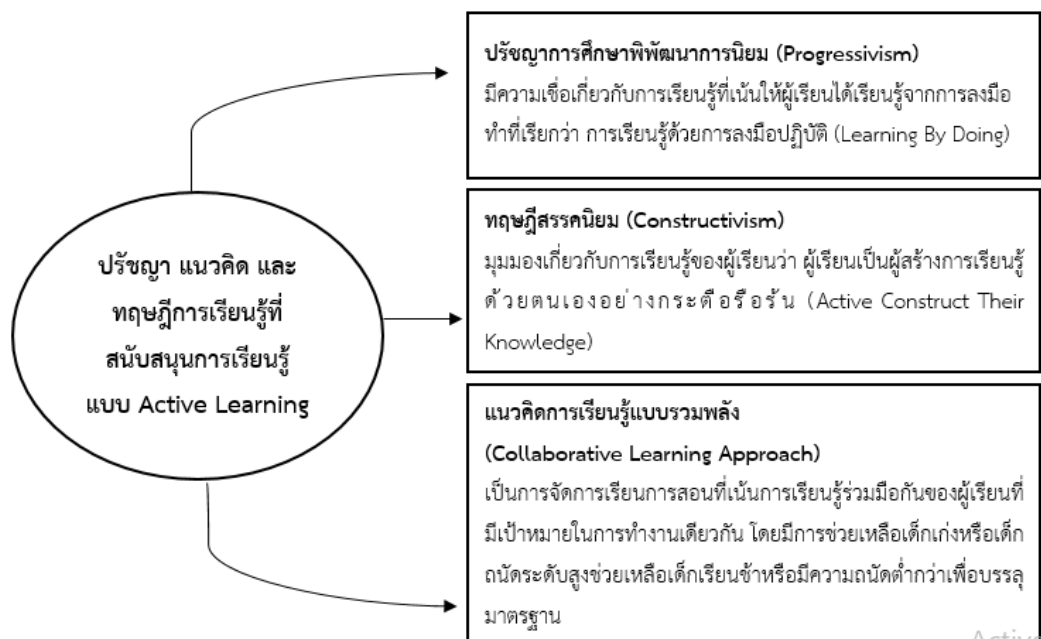 ปรัชญา แนวคิด และ
ทฤษฎีการเรียนรู้ที่
สนับสนุนการเรียนรู้
แบบ Active Learning
ปรัชญาการศึกษาพิพัฒนาการนิยม (Progressivism)
มีความเชื่อเกี่ยวกับการเรียนรู้ที่เน้นให้ผู้เรียนได้เรียนรู้จากการลงมือ
ทำที่เรียกว่า การเรียนรู้ด้วยการลงมือปฏิบัติ (Learning By Doing)
ทฤษฎีสรรคนิยม (Constructivism)
มุมมองเกี่ยวกับการเรียนรู้ของผู้เรียนว่า ผู้เรียนเป็นผู้สร้างการเรียนรู้
ด้วยตนเองอย่างกระตือรือร้น (Active Construct Their
Knowledge)
แนวคิดการเรียนรู้แบบรวมพลัง
(Collaborative Learning Approach)
เป็นการจัดการเรียนการสอนที่เน้นการเรียนรู้ร่วมมือกันของผู้เรียนที่
มีเป้าหมายในการทำงานเดียวกัน โดยมีการช่วยเหลือเด็กเก่งหรือเด็ก
ถนัดระดับสูงช่วยเหลือเด็กเรียนช้าหรือมีความถนัดต่ำกว่าเพื่อบรรลุ
มาตรฐาน